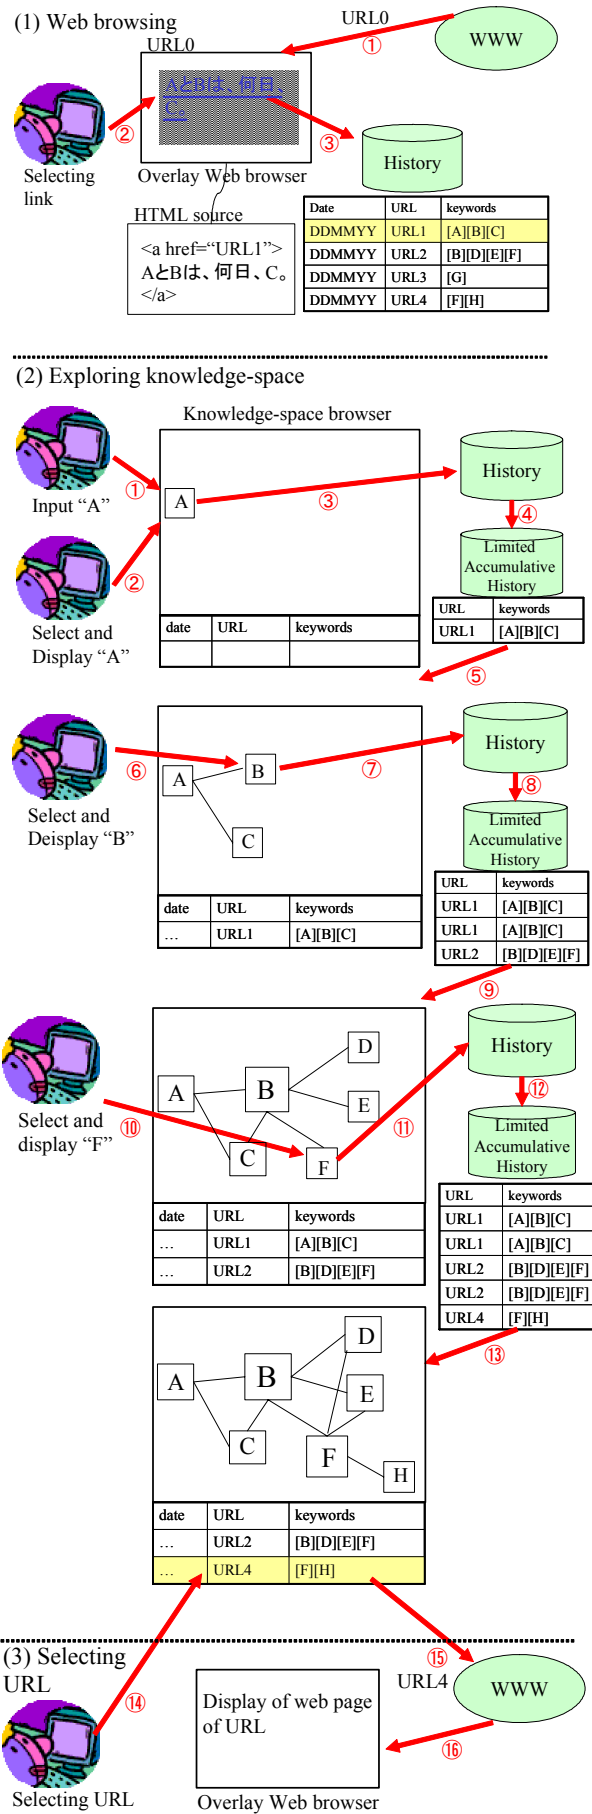 (1) Web browsing
URL0
URL0
①
WWW
AとBは、何日、
C。
②
③
Selecting
link
Overlay Web browser
History
HTML source
<a href=“URL1”>
AとBは、何日、C。
</a>
Date URL keywords
DDMMYY URL1 [A][B][C]
DDMMYY URL2 [B][D][E][F]
DDMMYY URL3 [G]
DDMMYY URL4 [F][H]
(2) Exploring knowledge-space
Knowledge-space browser
①
Input “A”
A
③
History
④
②
Select and
Display “A”
Limited
Accumulative
History
date URL keywords
URL keywords
URL1 [A][B][C]
⑤
⑥
Select and
Deisplay “B”
A
B
C
⑦
History
⑧
Limited
Accumulative
History
date URL keywords
… URL1 [A][B][C]
URL keywords
URL1 [A][B][C]
URL1 [A][B][C]
URL2 [B][D][E][F]
⑨
Select and
display “F”
⑩
A
B
C
D
E
F
⑪
History
⑫
Limited
Accumulative
History
date URL keywords
… URL1 [A][B][C]
… URL2 [B][D][E][F]
URL keywords
URL1 [A][B][C]
URL1 [A][B][C]
URL2 [B][D][E][F]
URL2 [B][D][E][F]
URL4 [F][H]
⑬
A
B
C
D
E
F
H
date URL keywords
… URL2 [B][D][E][F]
… URL4 [F][H]
(3) Selecting
URL
⑭
Selecting URL
Display of web page
of URL
Overlay Web browser
⑮
URL4
WWW
⑯